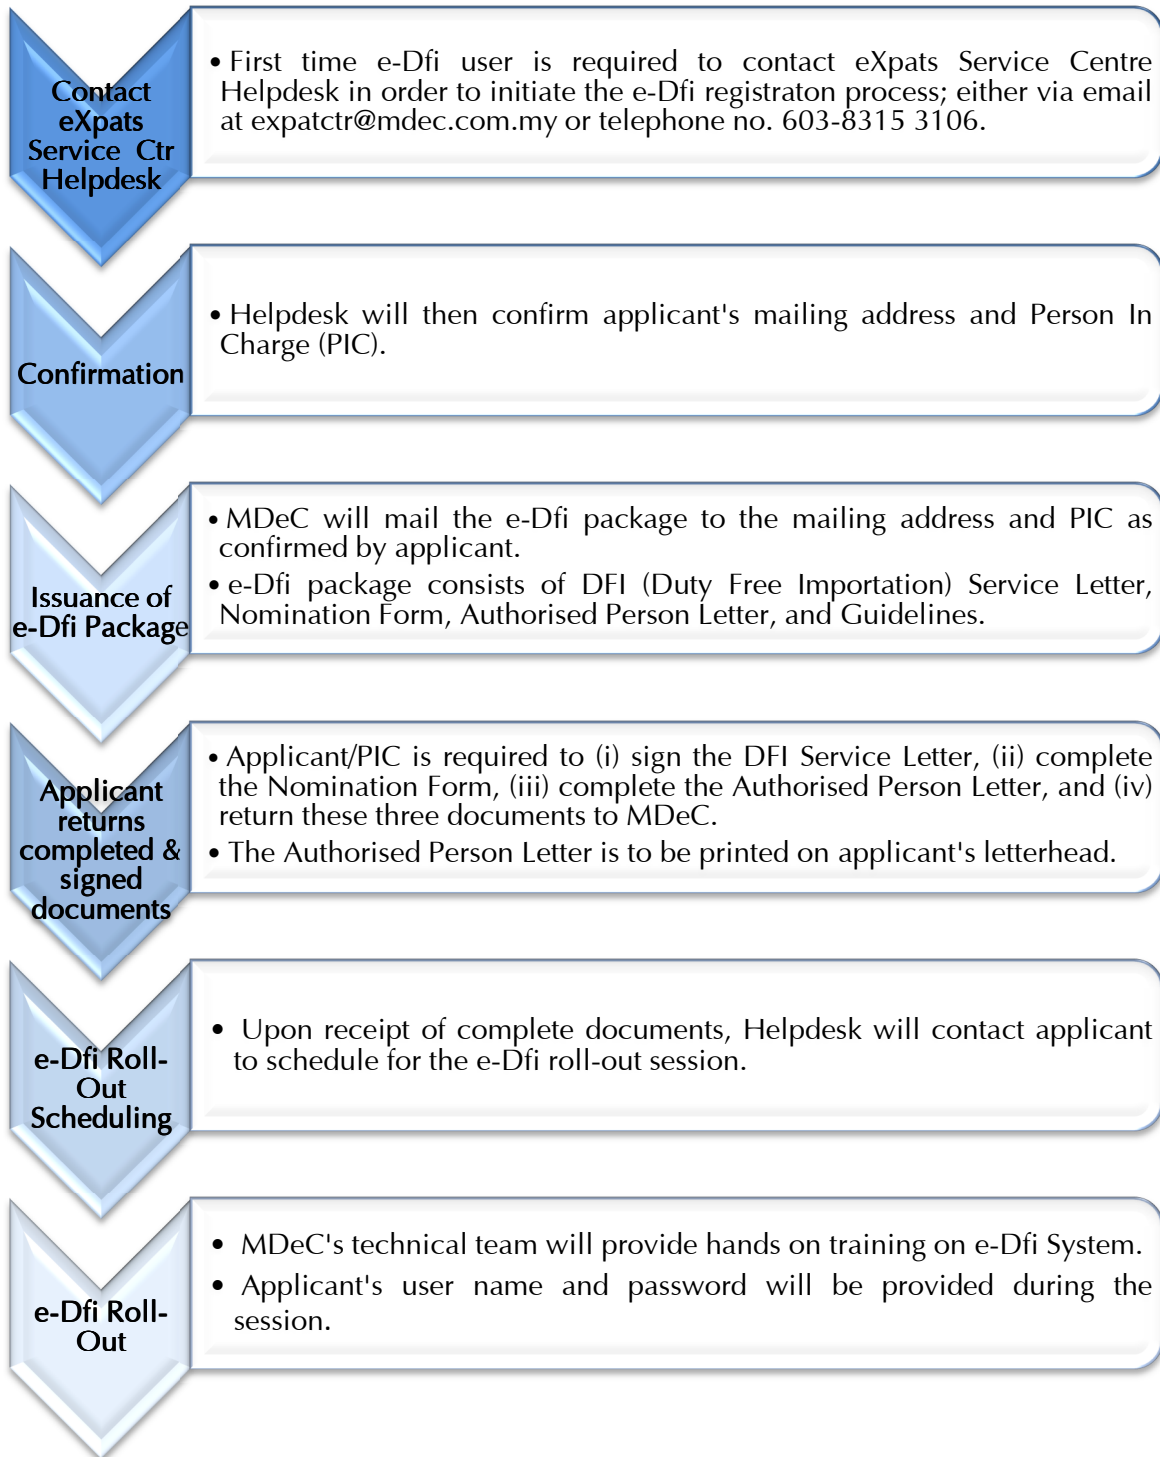 Contact
eXpats
Service Ctr
Helpdesk
• First time e-Dfi user is required to contact eXpats Service Centre
Helpdesk in order to initiate the e-Dfi registraton process; either via email
at expatctr@mdec.com.my or telephone no. 603-8315 3106.
Confirmation
• Helpdesk will then confirm applicant's mailing address and Person In
Charge (PIC).
Issuance of
e-Dfi Package
• MDeC will mail the e-Dfi package to the mailing address and PIC as
confirmed by applicant.
• e-Dfi package consists of DFI (Duty Free Importation) Service Letter,
Nomination Form, Authorised Person Letter, and Guidelines.
Applicant
returns
completed &
signed
documents
• Applicant/PIC is required to (i) sign the DFI Service Letter, (ii) complete
the Nomination Form, (iii) complete the Authorised Person Letter, and (iv)
return these three documents to MDeC.
• The Authorised Person Letter is to be printed on applicant's letterhead.
e-Dfi Roll-
Out
Scheduling
• Upon receipt of complete documents, Helpdesk will contact applicant
to schedule for the e-Dfi roll-out session.
e-Dfi Roll-
Out
• MDeC's technical team will provide hands on training on e-Dfi System.
• Applicant's user name and password will be provided during the
session.